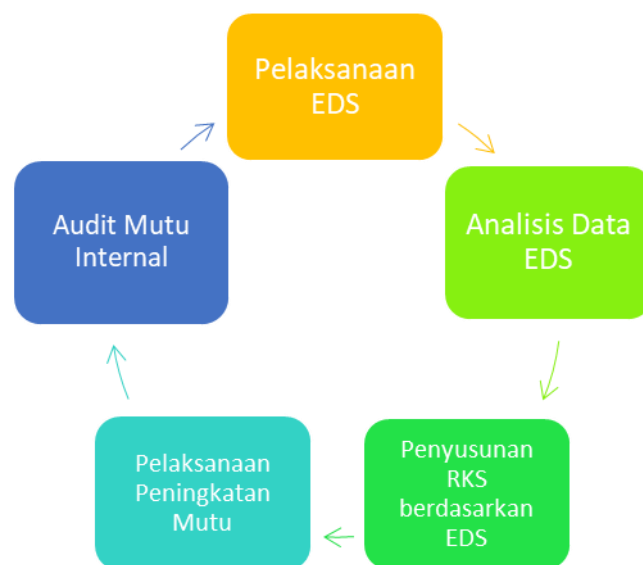 Pelaksanaan
EDS
Analisis Data
EDS
Penyusunan
RKS
berdasarkan
EDS
Pelaksanaan
Peningkatan
Mutu
Audit Mutu
Internal